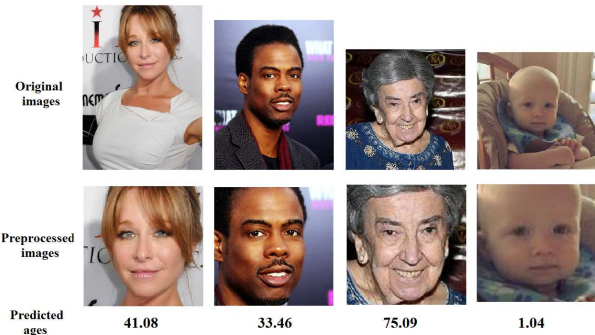 Original
images
Preprocessed
images
Predicted
ages
41.08
33.46
75.09
1.04